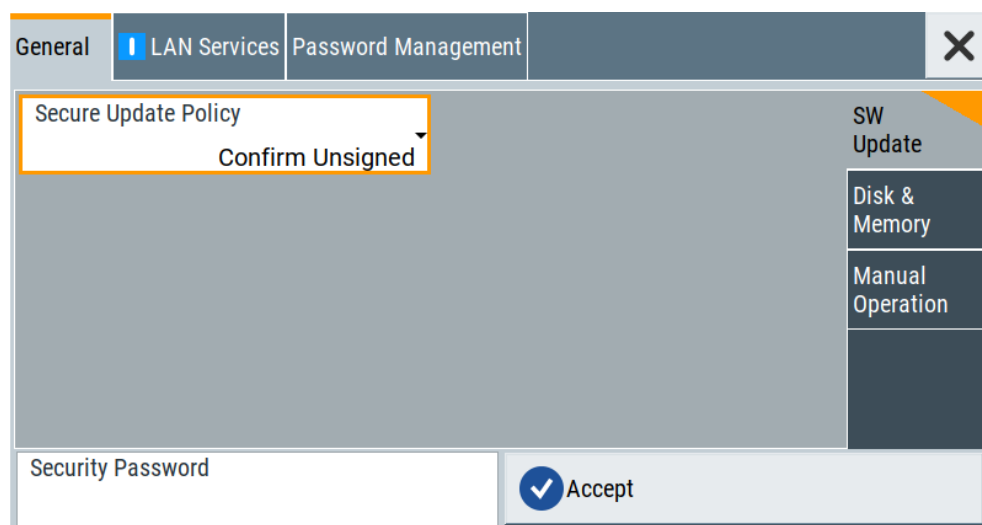 General
LAN Services
Password Management
Secure Update Policy
Confirm Unsigned
SW
Update
Disk &
Memory
Manual
Operation
Security Password
Accept